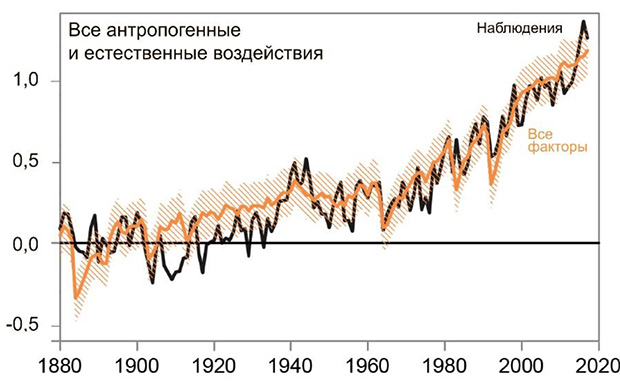 Все антропогенные
и естественные воздействия
Наблюдения
Все
факторы
1,0
0,5
0,0
-0.5
1880 1900 1920 1940 1960 1980 2000 2020